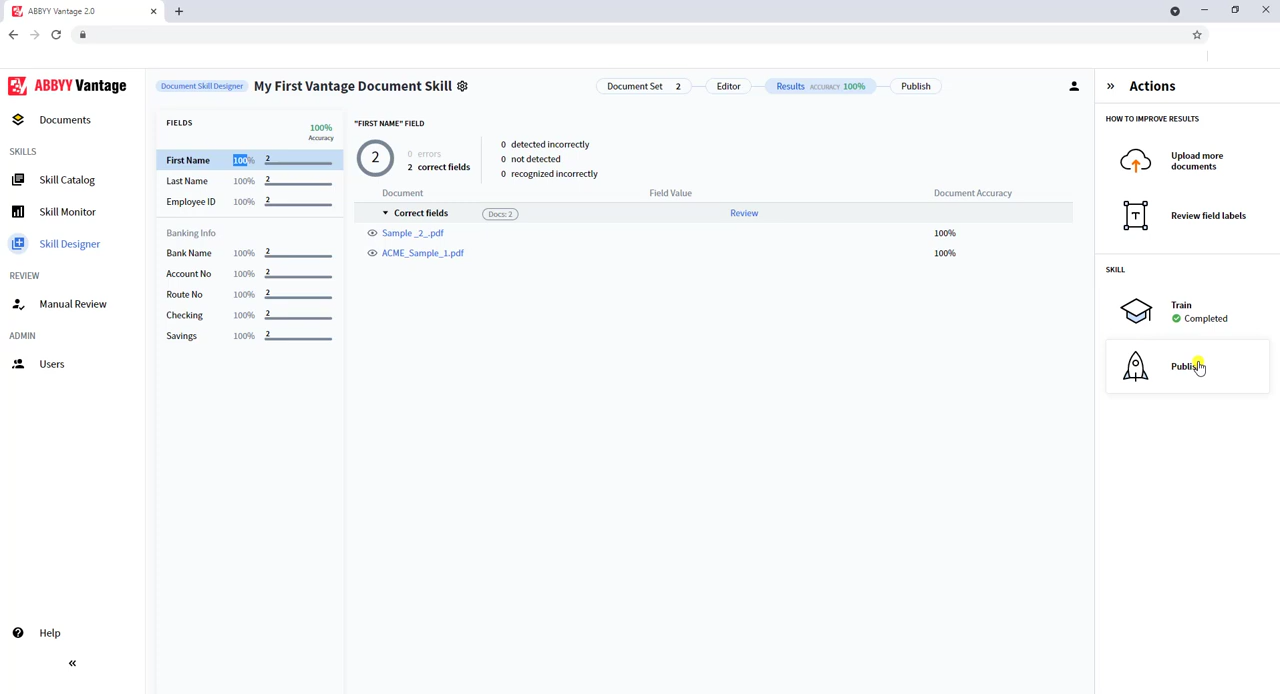 ABBYY Vantage 2.0
ABBYY Vantage
Documents
SKILLS
Skill Catalog
Skill Monitor
Skill Designer
REVIEW
Manual Review
ADMIN
Users
Help
Document Skill Designer
My First Vantage Document Skill
Document Set 2
Editor
Results ACCURACY 100%
Publish
FIELDS
100%
Accuracy
First Name 100% 2
Last Name 100% 2
Employee ID 100% 2
Banking Info
Bank Name 100% 2
Account No 100% 2
Route No 100% 2
Checking 100% 2
Savings 100% 2
"FIRST NAME" FIELD
2
0 errors
2 correct fields
0 detected incorrectly
0 not detected
0 recognized incorrectly
Document Field Value Document Accuracy
Correct fields Docs: 2 Review
Sample _2_.pdf 100%
ACME_Sample_1.pdf 100%
» Actions
HOW TO IMPROVE RESULTS
Upload more
documents
Review field labels
SKILL
Train
Completed
Publish